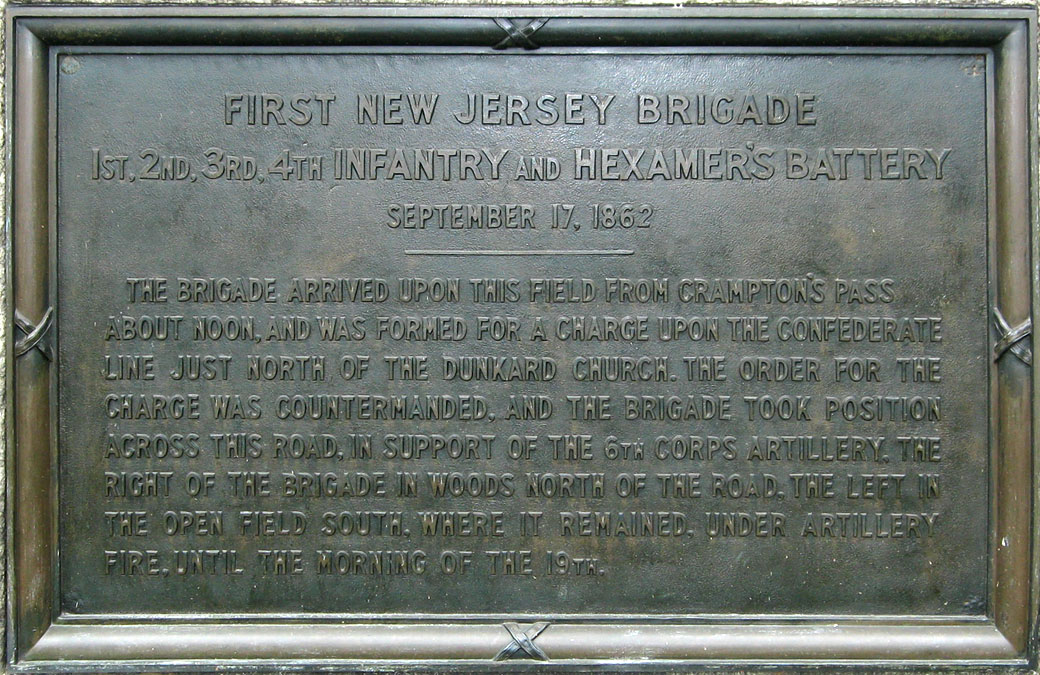 FIRST NEW JERSEY BRIGADE
1ST, 2ND, 3RD, 4TH INFANTRY AND HEXAMER'S BATTERY
SEPTEMBER 17, 1862
THE BRIGADE ARRIVED UPON THIS FIELD FROM CRAMPTON'S PASS
ABOUT NOON, AND WAS FORMED FOR A CHARGE UPON THE CONFEDERATE
LINE JUST NORTH OF THE DUNKARD CHURCH. THE ORDER FOR THE
CHARGE WAS COUNTERMANDED, AND THE BRIGADE TOOK POSITION
ACROSS THIS ROAD, IN SUPPORT OF THE 6TH CORPS ARTILLERY. THE
RIGHT OF THE BRIGADE IN WOODS NORTH OF THE ROAD, THE LEFT IN
THE OPEN FIELD SOUTH, WHERE IT REMAINED, UNDER ARTILLERY
FIRE, UNTIL THE MORNING OF THE 19TH.